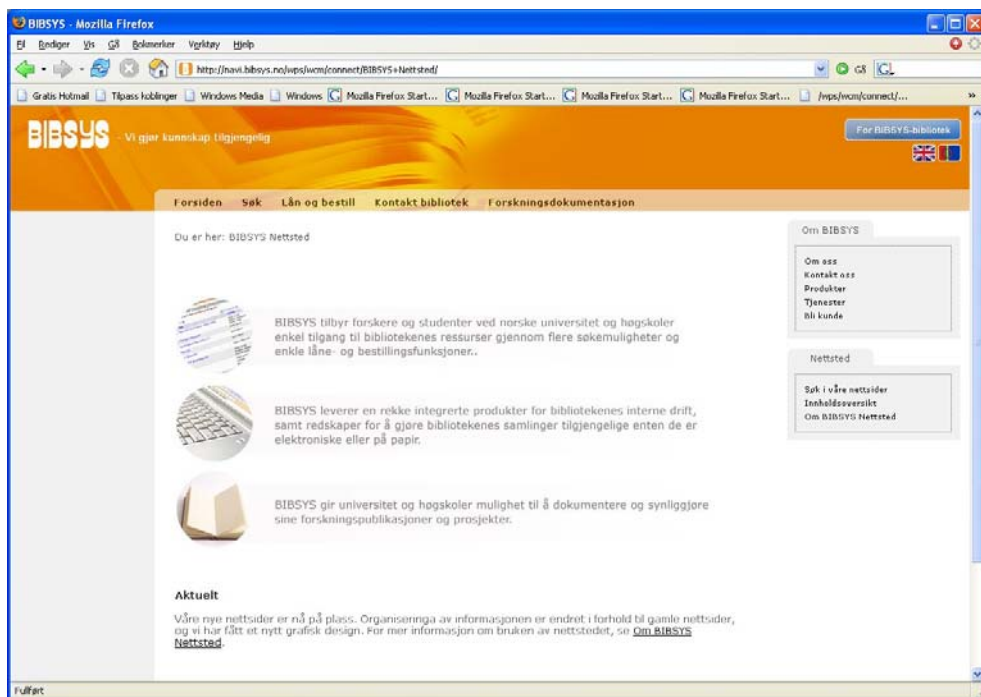 BIBSYS - Mozilla Firefox
Fil Rediger Vis Gå Bokmerker Verktøy Hjelp
http://navi.bibsys.no/wps/wcm/connect/BIBSYS+Nettsted/
Gå
Gratis Hotmail Tilpass koblinger Windows Media Windows Mozilla Firefox Start... Mozilla Firefox Start... Mozilla Firefox Start... Mozilla Firefox Start... /wps/wcm/connect/... »
BIBSYS - Vi gjør kunnskap tilgjengelig
For BIBSYS-bibliotek
Forsiden Søk Lån og bestill Kontakt bibliotek Forskningsdokumentasjon
Du er her: BIBSYS Nettsted
BIBSYS tilbyr forskere og studenter ved norske universitet og høgskoler
enkel tilgang til bibliotekenes ressurser gjennom flere søkemuligheter og
enkle låne- og bestillingsfunksjoner..
BIBSYS leverer en rekke integrerte produkter for bibliotekenes interne drift,
samt redskaper for å gjøre bibliotekenes samlinger tilgjengelige enten de er
elektroniske eller på papir.
BIBSYS gir universitet og høgskoler mulighet til å dokumentere og synliggjøre
sine forskningspublikasjoner og prosjekter.
Aktuelt
Våre nye nettsider er nå på plass. Organiseringa av informasjonen er endret i forhold til gamle nettsider,
og vi har fått et nytt grafisk design. For mer informasjon om bruken av nettstedet, se Om BIBSYS
Nettsted.
Om BIBSYS
Om oss
Kontakt oss
Produkter
Tjenester
Bli kunde
Nettsted
Søk i våre nettsider
Innholdsoversikt
Om BIBSYS Nettsted
Fullført